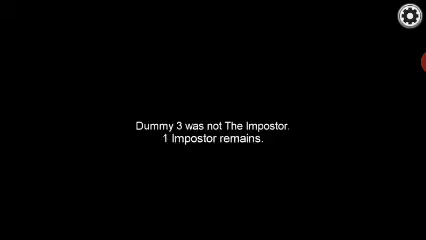 Dummy 3 was not The Impostor.
1 Impostor remains.